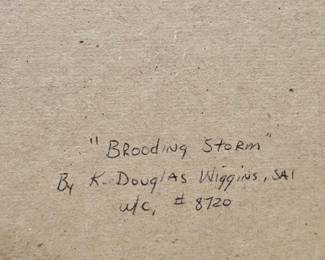 "Brooding Storm"
By K. Douglas Wiggins, SAI
w/c, # 8720